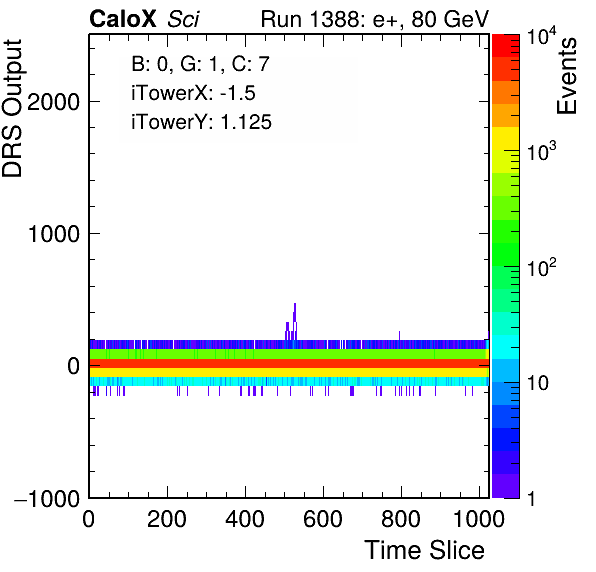 CaloX Sci Run 1388: e+, 80 GeV
B: 0, G: 1, C: 7
iTowerX: -1.5
iTowerY: 1.125
DRS Output
2000
1000
0
−1000
0 200 400 600 800 1000
Time Slice
Events
10^4
10^3
10^2
10
1